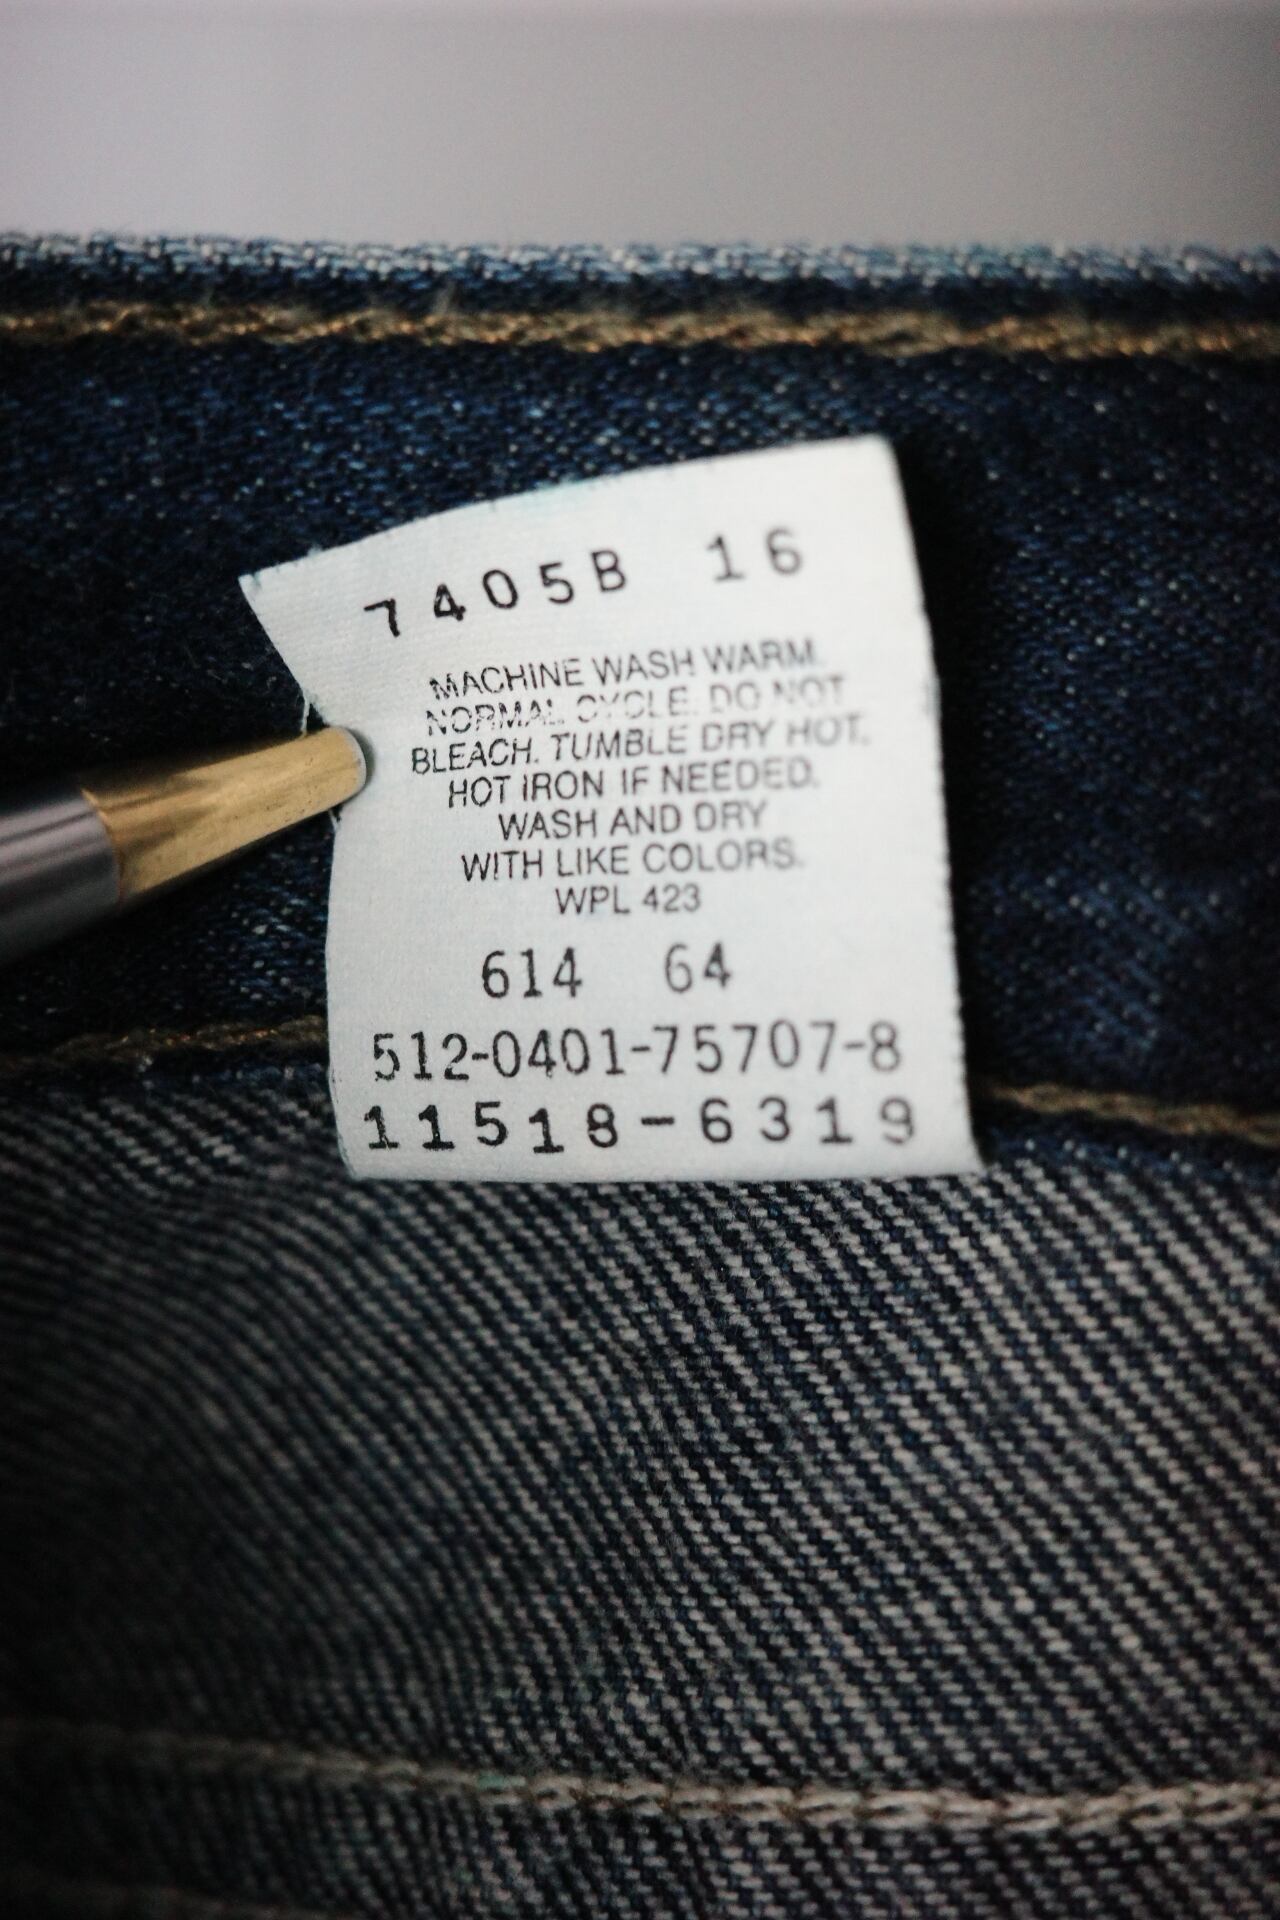 7405B 16
MACHINE WASH WARM.
NORMAL CYCLE. DO NOT
BLEACH. TUMBLE DRY HOT.
HOT IRON IF NEEDED.
WASH AND DRY
WITH LIKE COLORS.
WPL 423
614 64
512-0401-75707-8
11518-6319